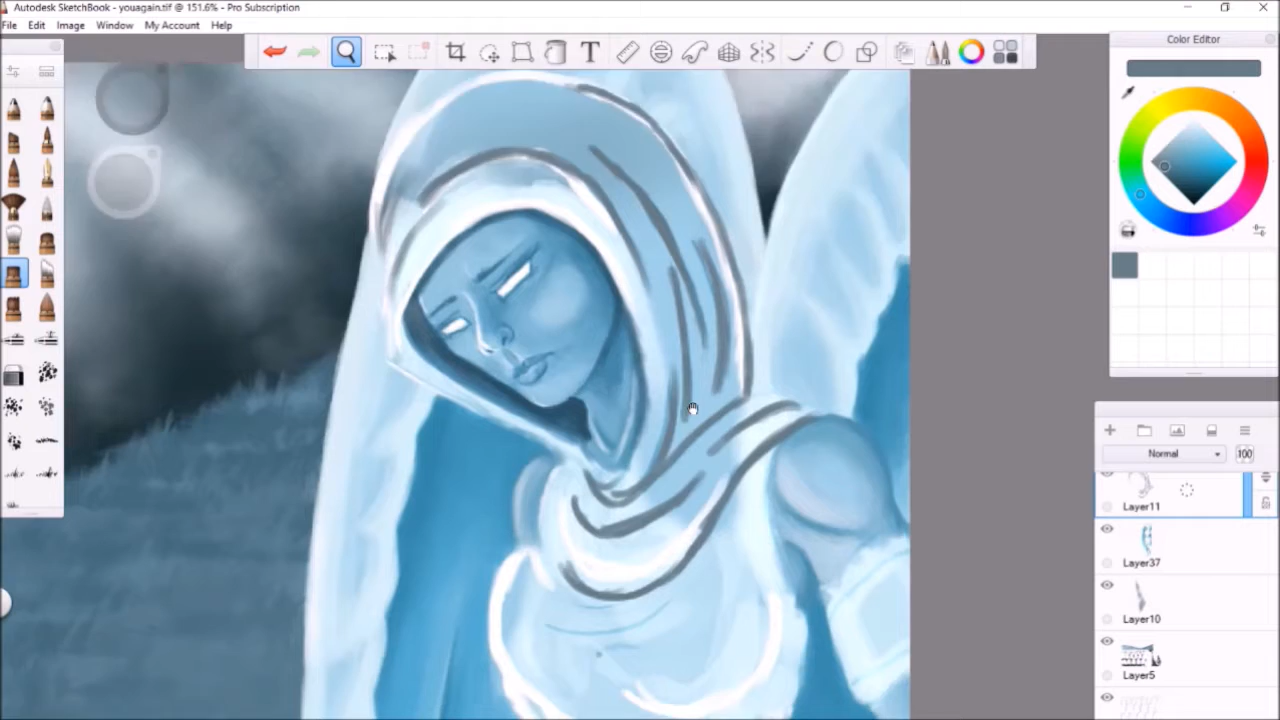 Autodesk SketchBook - youagain.tif @ 151.6% - Pro Subscription
File Edit Image Window My Account Help
T
Color Editor
Normal 100
Layer11
Layer37
Layer10
Layer5